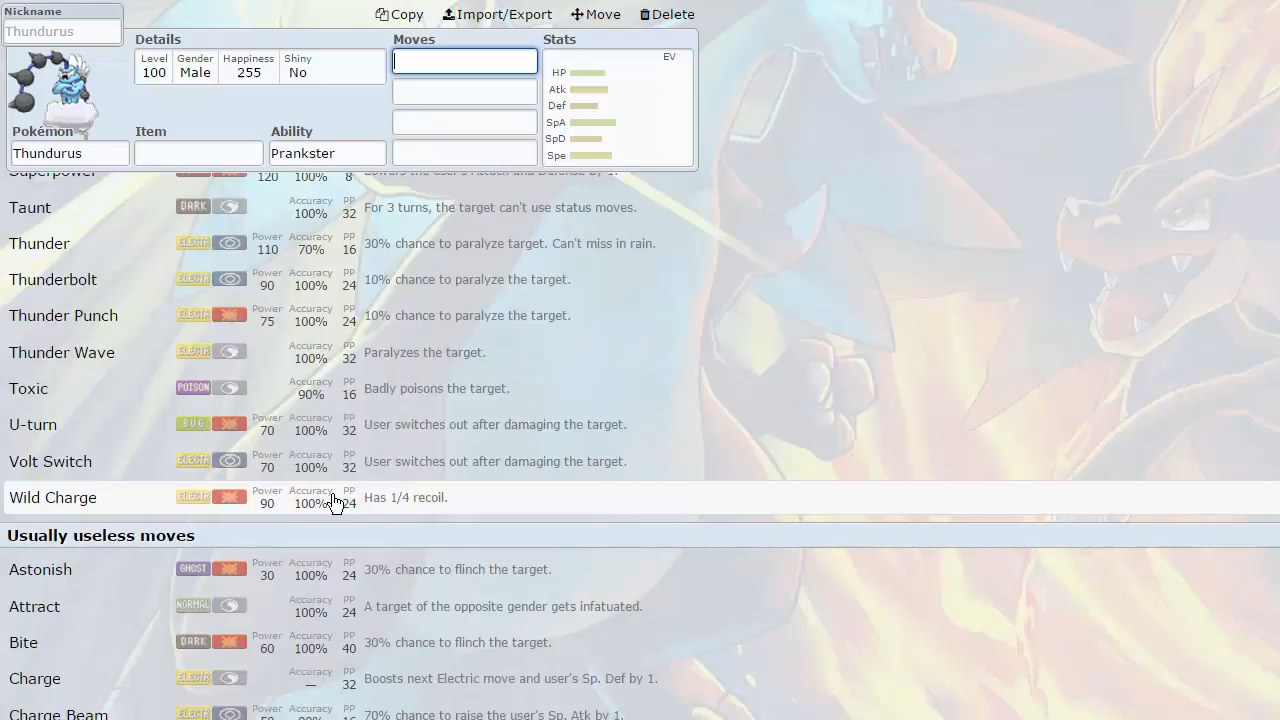 Nickname
Thundurus
Copy Import/Export Move Delete
Details
Level Gender Happiness Shiny
100 Male 255 No
Moves
Stats
EV
HP
Atk
Def
SpA
SpD
Spe
Pokémon Item Ability
Thundurus Prankster
Superpower 120 100% 8 Lowers the user's Attack and Defense by 1.
Taunt DARK Accuracy 100% PP 32 For 3 turns, the target can't use status moves.
Thunder ELECTR Power 110 Accuracy 70% PP 16 30% chance to paralyze target. Can't miss in rain.
Thunderbolt ELECTR Power 90 Accuracy 100% PP 24 10% chance to paralyze the target.
Thunder Punch ELECTR Power 75 Accuracy 100% PP 24 10% chance to paralyze the target.
Thunder Wave ELECTR Accuracy 100% PP 32 Paralyzes the target.
Toxic POISON Accuracy 90% PP 16 Badly poisons the target.
U-turn BUG Power 70 Accuracy 100% PP 32 User switches out after damaging the target.
Volt Switch ELECTR Power 70 Accuracy 100% PP 32 User switches out after damaging the target.
Wild Charge ELECTR Power 90 Accuracy 100% PP 24 Has 1/4 recoil.
Usually useless moves
Astonish GHOST Power 30 Accuracy 100% PP 24 30% chance to flinch the target.
Attract NORMAL Accuracy 100% PP 24 A target of the opposite gender gets infatuated.
Bite DARK Power 60 Accuracy 100% PP 40 30% chance to flinch the target.
Charge ELECTR Accuracy — PP 32 Boosts next Electric move and user's Sp. Def by 1.
Charge Beam ELECTR Power 50 Accuracy 90% PP 16 70% chance to raise the user's Sp. Atk by 1.